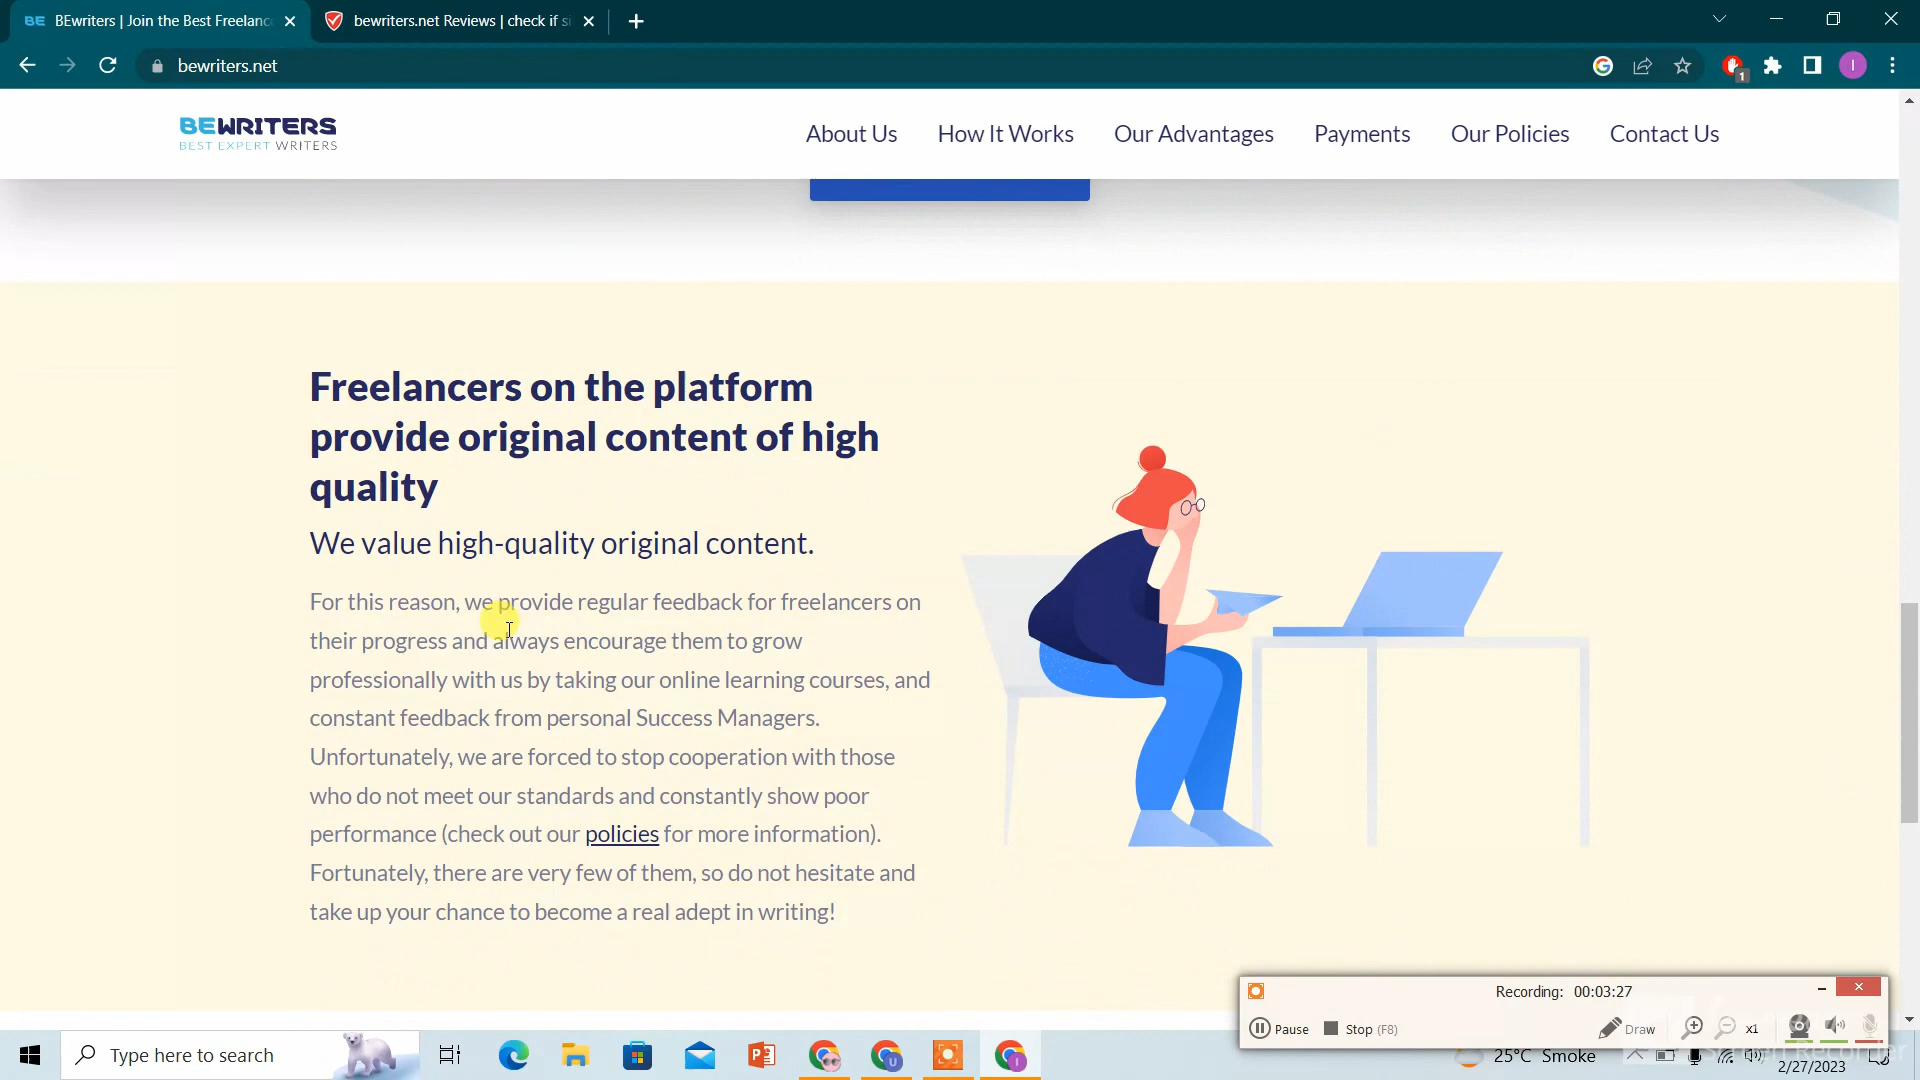 BE BEwriters | Join the Best Freelanc
bewriters.net Reviews | check if si
bewriters.net
1
I
BEWRITERS
BEST EXPERT WRITERS
About Us
How It Works
Our Advantages
Payments
Our Policies
Contact Us
Freelancers on the platform
provide original content of high
quality
We value high-quality original content.
For this reason, we provide regular feedback for freelancers on
their progress and always encourage them to grow
professionally with us by taking our online learning courses, and
constant feedback from personal Success Managers.
Unfortunately, we are forced to stop cooperation with those
who do not meet our standards and constantly show poor
performance (check out our policies for more information).
Fortunately, there are very few of them, so do not hesitate and
take up your chance to become a real adept in writing!
Recording: 00:03:27
Pause
Stop (F8)
Draw
x1
Type here to search
U
I
25°C Smoke
2/27/2023